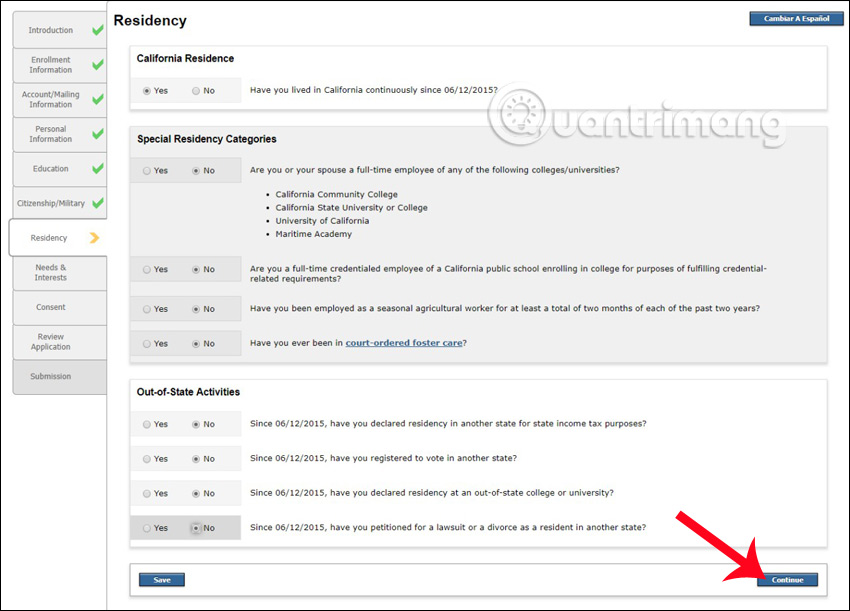 Residency
Cambiar A Español
Introduction
Enrollment
Information
Account/Mailing
Information
Personal
Information
Education
Citizenship/Military
Residency
Needs &
Interests
Consent
Review
Application
Submission
California Residence
Yes No Have you lived in California continuously since 06/12/2015?
Quantrimang
Special Residency Categories
Yes No Are you or your spouse a full-time employee of any of the following colleges/universities?
• California Community College
• California State University or College
• University of California
• Maritime Academy
Yes No Are you a full-time credentialed employee of a California public school enrolling in college for purposes of fulfilling credential-
related requirements?
Yes No Have you been employed as a seasonal agricultural worker for at least a total of two months of each of the past two years?
Yes No Have you ever been in court-ordered foster care?
Out-of-State Activities
Yes No Since 06/12/2015, have you declared residency in another state for state income tax purposes?
Yes No Since 06/12/2015, have you registered to vote in another state?
Yes No Since 06/12/2015, have you declared residency at an out-of-state college or university?
Yes No Since 06/12/2015, have you petitioned for a lawsuit or a divorce as a resident in another state?
Save Continue